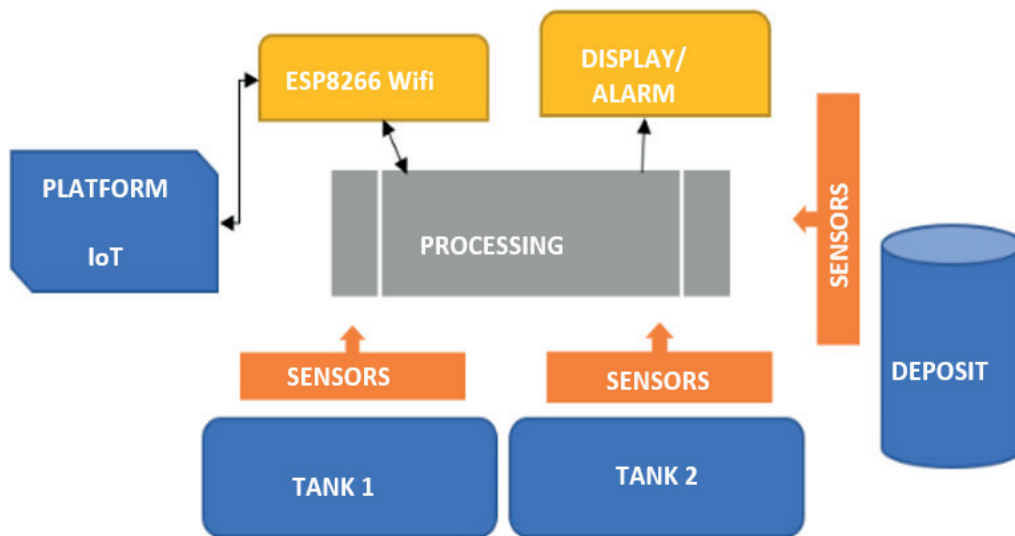 ESP8266 Wifi
DISPLAY/
ALARM
PLATFORM
IoT
PROCESSING
SENSORS
SENSORS
SENSORS
DEPOSIT
TANK 1
TANK 2